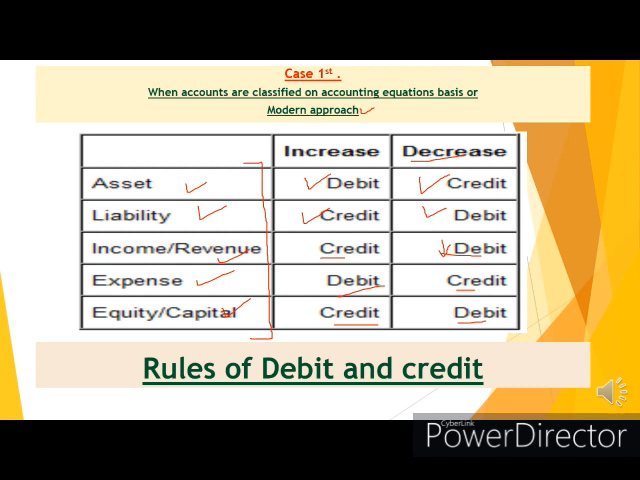 Case 1st .
When accounts are classified on accounting equations basis or
Modern approach
Increase Decrease
Asset Debit Credit
Liability Credit Debit
Income/Revenue Credit Debit
Expense Debit Credit
Equity/Capital Credit Debit
Rules of Debit and credit
CyberLink
PowerDirector